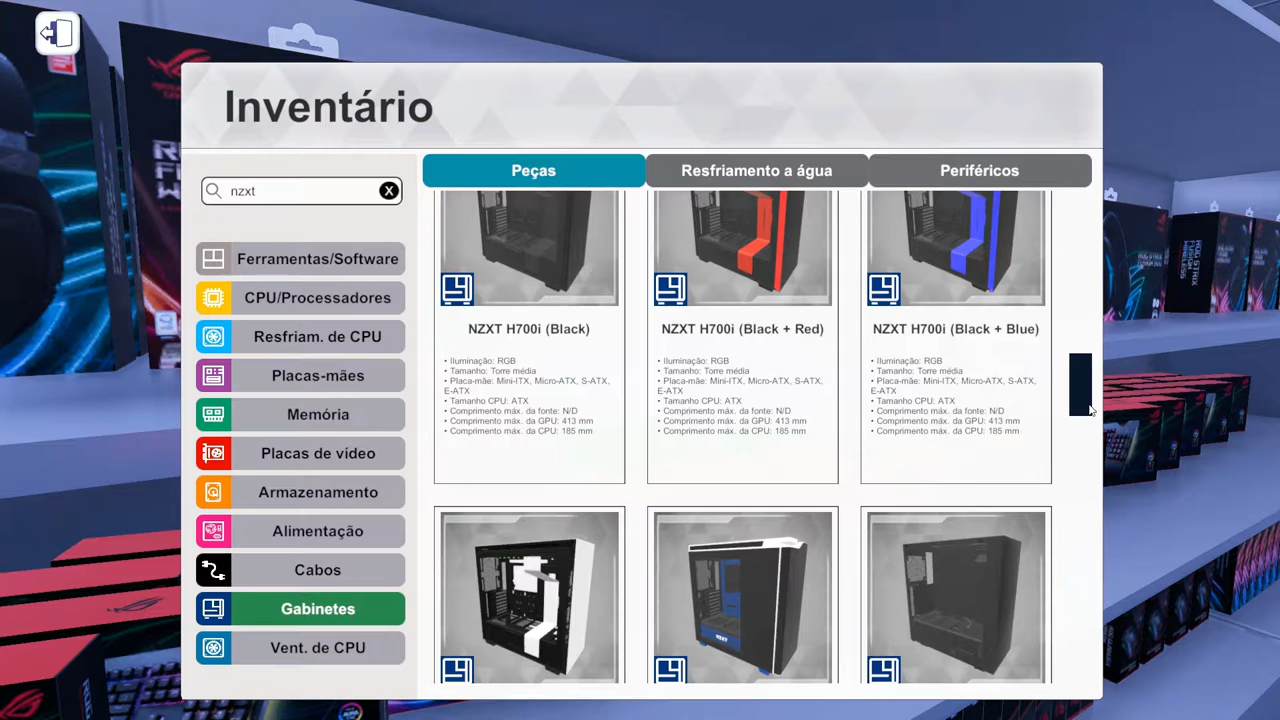 Inventário
nzxt
X
Peças
Resfriamento a água
Periféricos
Ferramentas/Software
CPU/Processadores
Resfriam. de CPU
Placas-mães
Memória
Placas de vídeo
Armazenamento
Alimentação
Cabos
Gabinetes
Vent. de CPU
NZXT H700i (Black)
• Iluminação: RGB
• Tamanho: Torre média
• Placa-mãe: Mini-ITX, Micro-ATX, S-ATX,
E-ATX
• Tamanho CPU: ATX
• Comprimento máx. da fonte: N/D
• Comprimento máx. da GPU: 413 mm
• Comprimento máx. da CPU: 185 mm
NZXT H700i (Black + Red)
• Iluminação: RGB
• Tamanho: Torre média
• Placa-mãe: Mini-ITX, Micro-ATX, S-ATX,
E-ATX
• Tamanho CPU: ATX
• Comprimento máx. da fonte: N/D
• Comprimento máx. da GPU: 413 mm
• Comprimento máx. da CPU: 185 mm
NZXT H700i (Black + Blue)
• Iluminação: RGB
• Tamanho: Torre média
• Placa-mãe: Mini-ITX, Micro-ATX, S-ATX,
E-ATX
• Tamanho CPU: ATX
• Comprimento máx. da fonte: N/D
• Comprimento máx. da GPU: 413 mm
• Comprimento máx. da CPU: 185 mm
NZXT